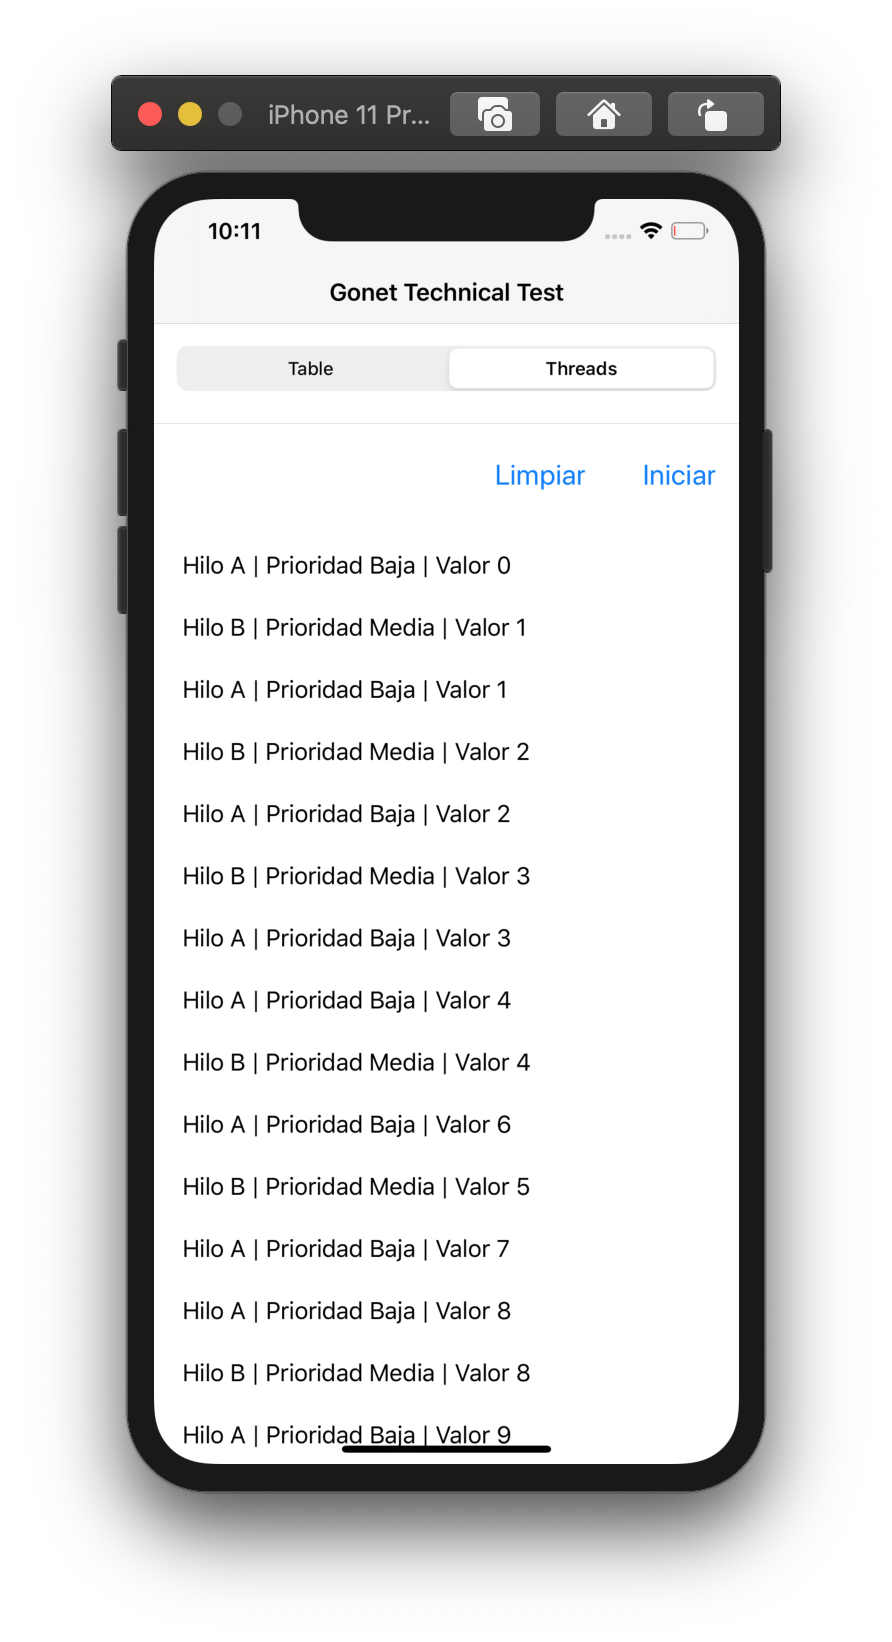 iPhone 11 Pr...
10:11
Gonet Technical Test
Table Threads
Limpiar Iniciar
Hilo A | Prioridad Baja | Valor 0
Hilo B | Prioridad Media | Valor 1
Hilo A | Prioridad Baja | Valor 1
Hilo B | Prioridad Media | Valor 2
Hilo A | Prioridad Baja | Valor 2
Hilo B | Prioridad Media | Valor 3
Hilo A | Prioridad Baja | Valor 3
Hilo A | Prioridad Baja | Valor 4
Hilo B | Prioridad Media | Valor 4
Hilo A | Prioridad Baja | Valor 6
Hilo B | Prioridad Media | Valor 5
Hilo A | Prioridad Baja | Valor 7
Hilo A | Prioridad Baja | Valor 8
Hilo B | Prioridad Media | Valor 8
Hilo A | Prioridad Baja | Valor 9